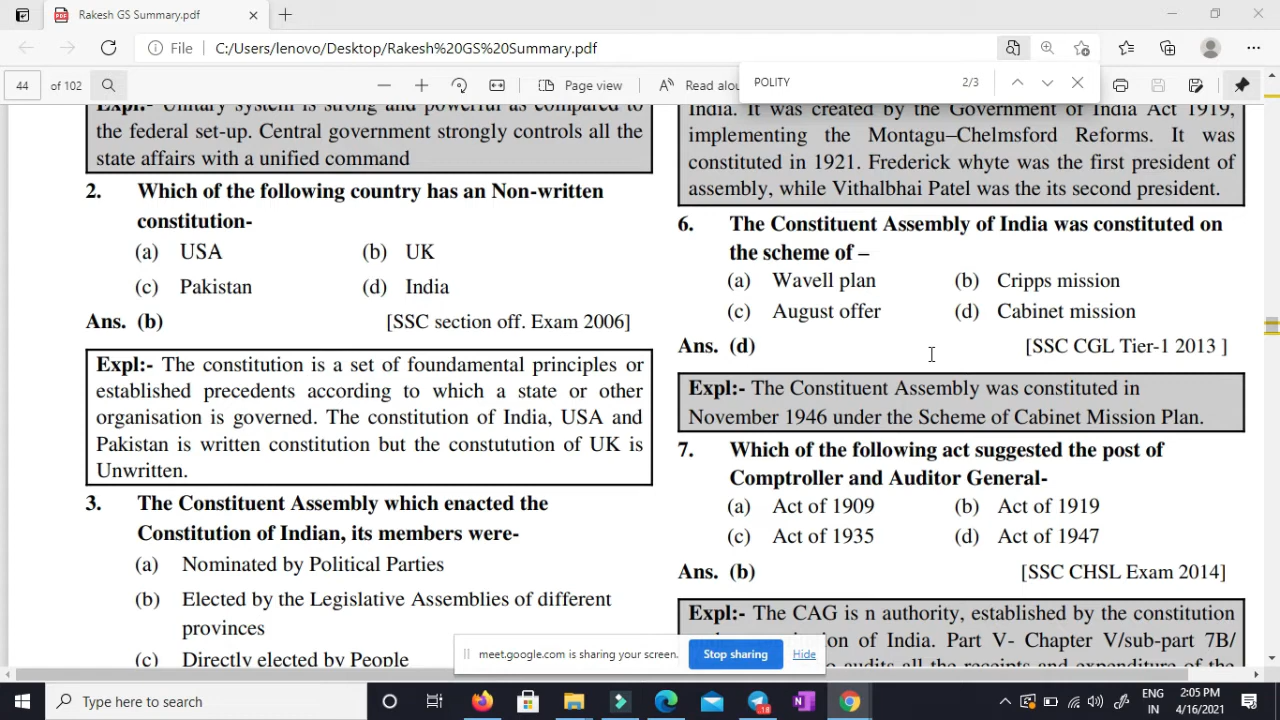 Rakesh GS Summary.pdf
File
C:/Users/lenovo/Desktop/Rakesh%20GS%20Summary.pdf
44
of 102
Page view
Read alou
POLITY
2/3
Expl:- Unitary system is strong and powerful as compared to
the federal set-up. Central government strongly controls all the
state affairs with a unified command
2. Which of the following country has an Non-written
constitution-
(a) USA (b) UK
(c) Pakistan (d) India
Ans. (b) [SSC section off. Exam 2006]
Expl:- The constitution is a set of foundamental principles or
established precedents according to which a state or other
organisation is governed. The constitution of India, USA and
Pakistan is written constitution but the constutution of UK is
Unwritten.
3. The Constituent Assembly which enacted the
Constitution of Indian, its members were-
(a) Nominated by Political Parties
(b) Elected by the Legislative Assemblies of different
provinces
(c) Directly elected by People
India. It was created by the Government of India Act 1919,
implementing the Montagu–Chelmsford Reforms. It was
constituted in 1921. Frederick whyte was the first president of
assembly, while Vithalbhai Patel was the its second president.
6. The Constituent Assembly of India was constituted on
the scheme of –
(a) Wavell plan (b) Cripps mission
(c) August offer (d) Cabinet mission
Ans. (d) [SSC CGL Tier-1 2013 ]
Expl:- The Constituent Assembly was constituted in
November 1946 under the Scheme of Cabinet Mission Plan.
7. Which of the following act suggested the post of
Comptroller and Auditor General-
(a) Act of 1909 (b) Act of 1919
(c) Act of 1935 (d) Act of 1947
Ans. (b) [SSC CHSL Exam 2014]
Expl:- The CAG is n authority, established by the constitution
of India. Part V- Chapter V/sub-part 7B/
audits all the receipts and expenditure of the
meet.google.com is sharing your screen.
Stop sharing
Hide
Type here to search
18
ENG
IN
2:05 PM
4/16/2021